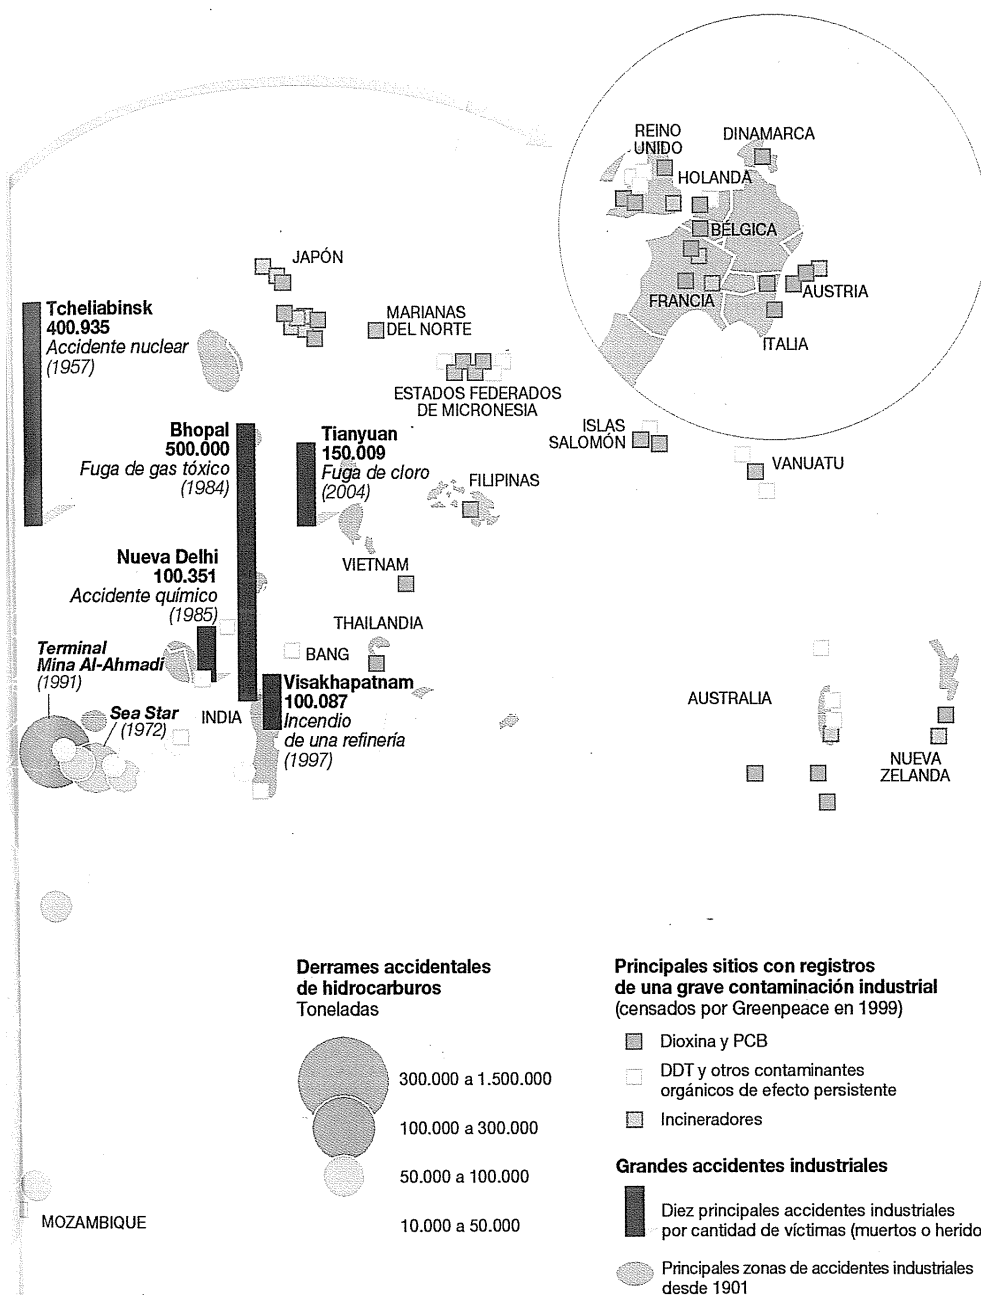 REINO
UNIDO
DINAMARCA
HOLANDA
BÉLGICA
FRANCIA
AUSTRIA
ITALIA
JAPÓN
MARIANAS
DEL NORTE
ESTADOS FEDERADOS
DE MICRONESIA
ISLAS
SALOMÓN
VANUATU
Tcheliabinsk
400.935
Accidente nuclear
(1957)
Bhopal
500.000
Fuga de gas tóxico
(1984)
Tianyuan
150.009
Fuga de cloro
(2004)
FILIPINAS
Nueva Delhi
100.351
Accidente químico
(1985)
VIETNAM
THAILANDIA
BANG
Terminal
Mina Al-Ahmadi
(1991)
Sea Star
(1972)
INDIA
Visakhapatnam
100.087
Incendio
de una refinería
(1997)
AUSTRALIA
NUEVA
ZELANDA
MOZAMBIQUE
Derrames accidentales
de hidrocarburos
Toneladas
300.000 a 1.500.000
100.000 a 300.000
50.000 a 100.000
10.000 a 50.000
Principales sitios con registros
de una grave contaminación industrial
(censados por Greenpeace en 1999)
Dioxina y PCB
DDT y otros contaminantes
orgánicos de efecto persistente
Incineradores
Grandes accidentes industriales
Diez principales accidentes industriales
por cantidad de víctimas (muertos o herido
Principales zonas de accidentes industriales
desde 1901